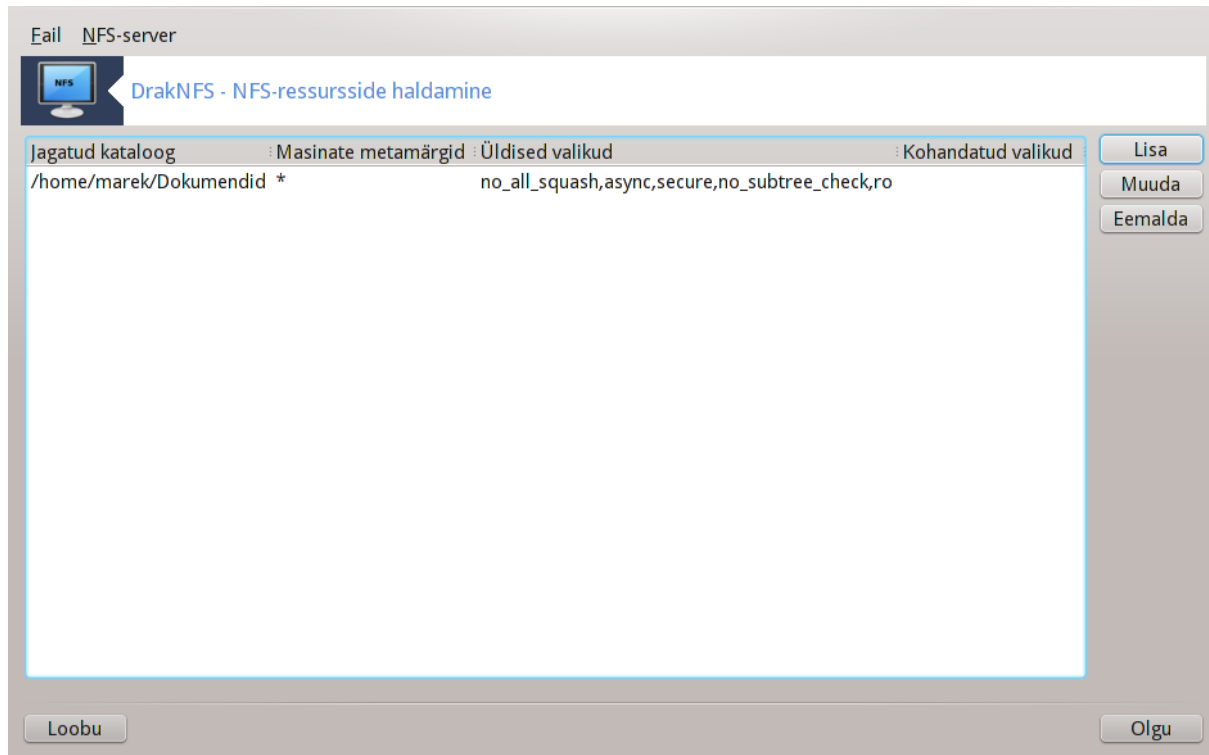 Fail NFS-server
NFS
DrakNFS - NFS-ressursside haldamine
Jagatud kataloog Masinate metamärgid Üldised valikud Kohandatud valikud
/home/marek/Dokumendid * no_all_squash,async,secure,no_subtree_check,ro
Lisa
Muuda
Eemalda
Loobu Olgu